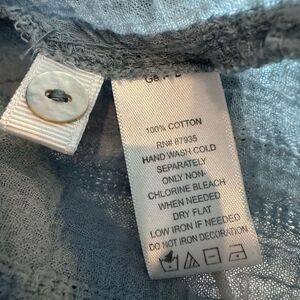 100% COTTON
RN# 87935
HAND WASH COLD
SEPARATELY
ONLY NON-
CHLORINE BLEACH
WHEN NEEDED
DRY FLAT
LOW IRON IF NEEDED
DO NOT IRON DECORATION